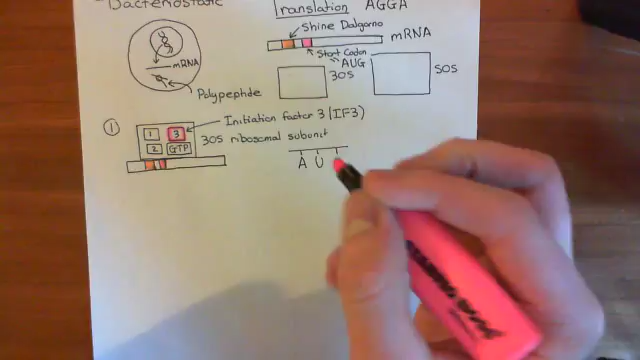 - Bacteriostatic
Translation AGGA
Shine Dalgarno
mRNA
Start Codon
AUG
30S
50S
mRNA
Polypeptide
1
1 3
2 GTP
Initiation factor 3 (IF3)
30S ribosomal subunit
A U